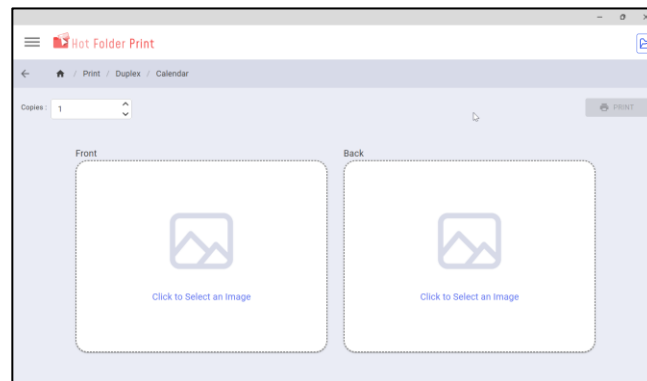 Hot Folder Print
/ Print / Duplex / Calendar
Copies : 1
PRINT
Front
Back
Click to Select an Image
Click to Select an Image